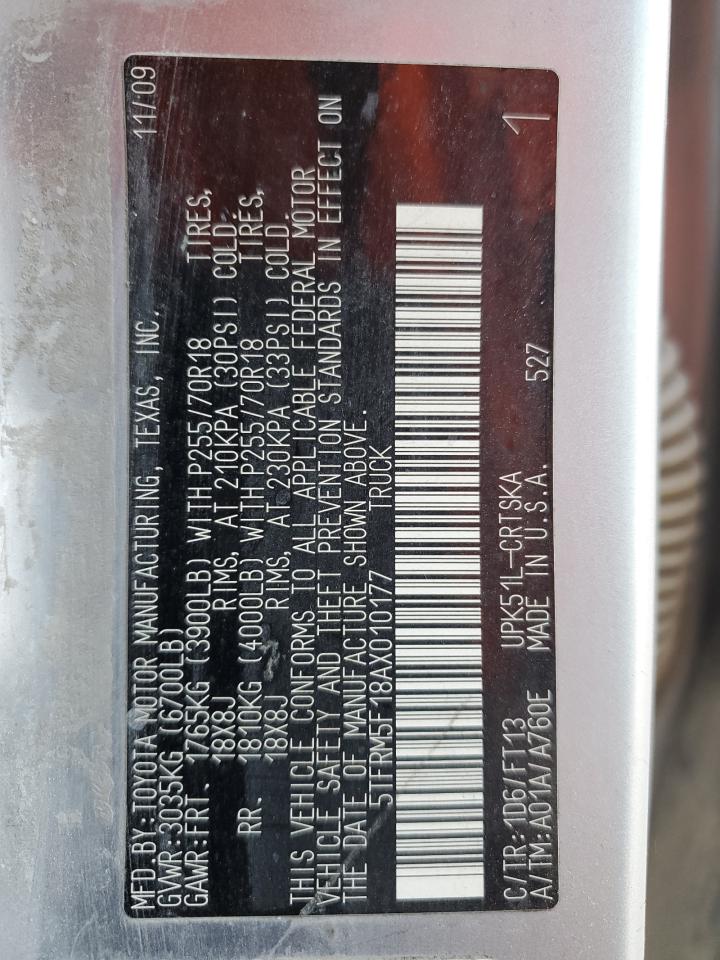 MFD.BY:TOYOTA MOTOR MANUFACTURING, TEXAS, INC. 11/09
GVWR:3035KG (6700LB)
GAWR:FRT. 1765KG (3900LB) WITH P255/70R18 TIRES,
18X8J RIMS, AT 210KPA (30PSI) COLD.
RR. 1810KG (4000LB) WITH P255/70R18 TIRES,
18X8J RIMS, AT 230KPA (33PSI) COLD.
THIS VEHICLE CONFORMS TO ALL APPLICABLE FEDERAL MOTOR
VEHICLE SAFETY AND THEFT PREVENTION STANDARDS IN EFFECT ON
THE DATE OF MANUFACTURE SHOWN ABOVE.
5TFRM5F18AX010177 TRUCK
C/TR:1D6/FT13 UPK51L-CRTSKA 1
A/TM:A01A/A760E MADE IN U.S.A. 527